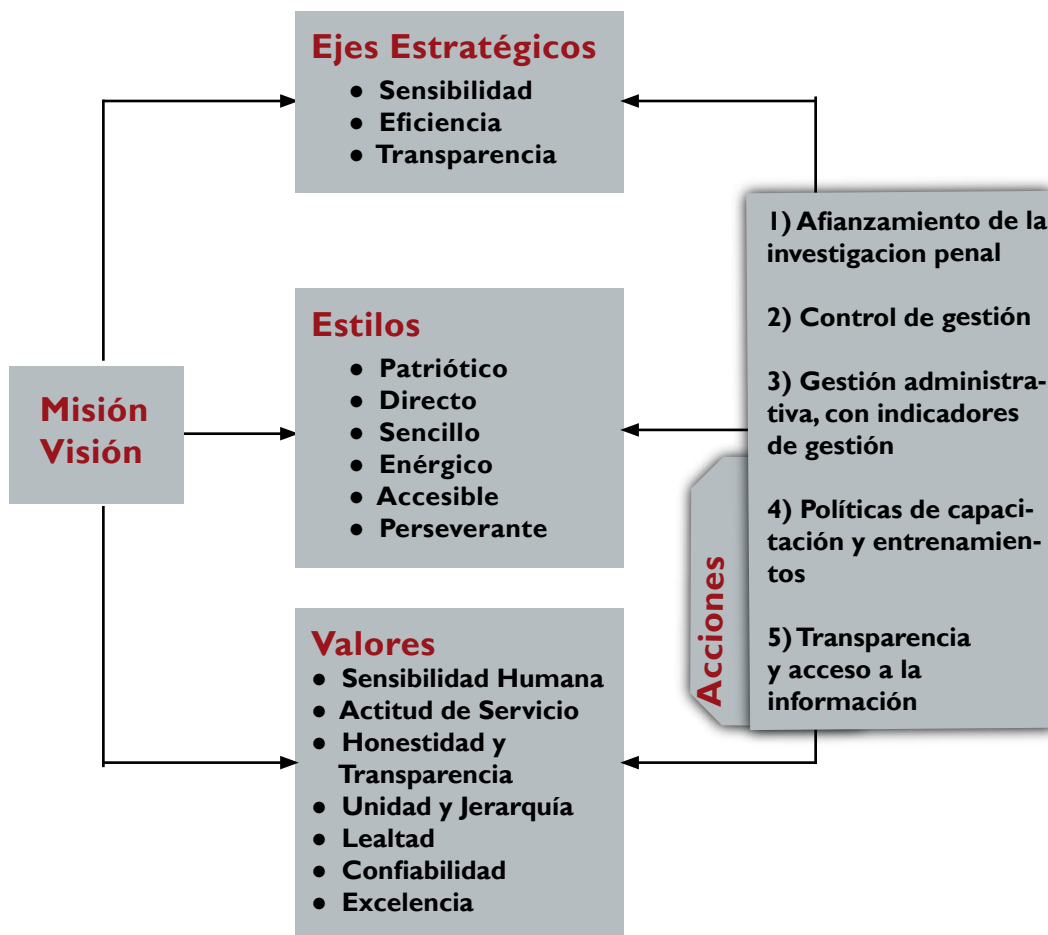 Ejes Estratégicos
● Sensibilidad
● Eficiencia
● Transparencia
Misión
Visión
Estilos
● Patriótico
● Directo
● Sencillo
● Enérgico
● Accesible
● Perseverante
Valores
● Sensibilidad Humana
● Actitud de Servicio
● Honestidad y
Transparencia
● Unidad y Jerarquía
● Lealtad
● Confiabilidad
● Excelencia
Acciones
1) Afianzamiento de la
investigacion penal
2) Control de gestión
3) Gestión administra-
tiva, con indicadores
de gestión
4) Políticas de capaci-
tación y entrenamien-
tos
5) Transparencia
y acceso a la
información